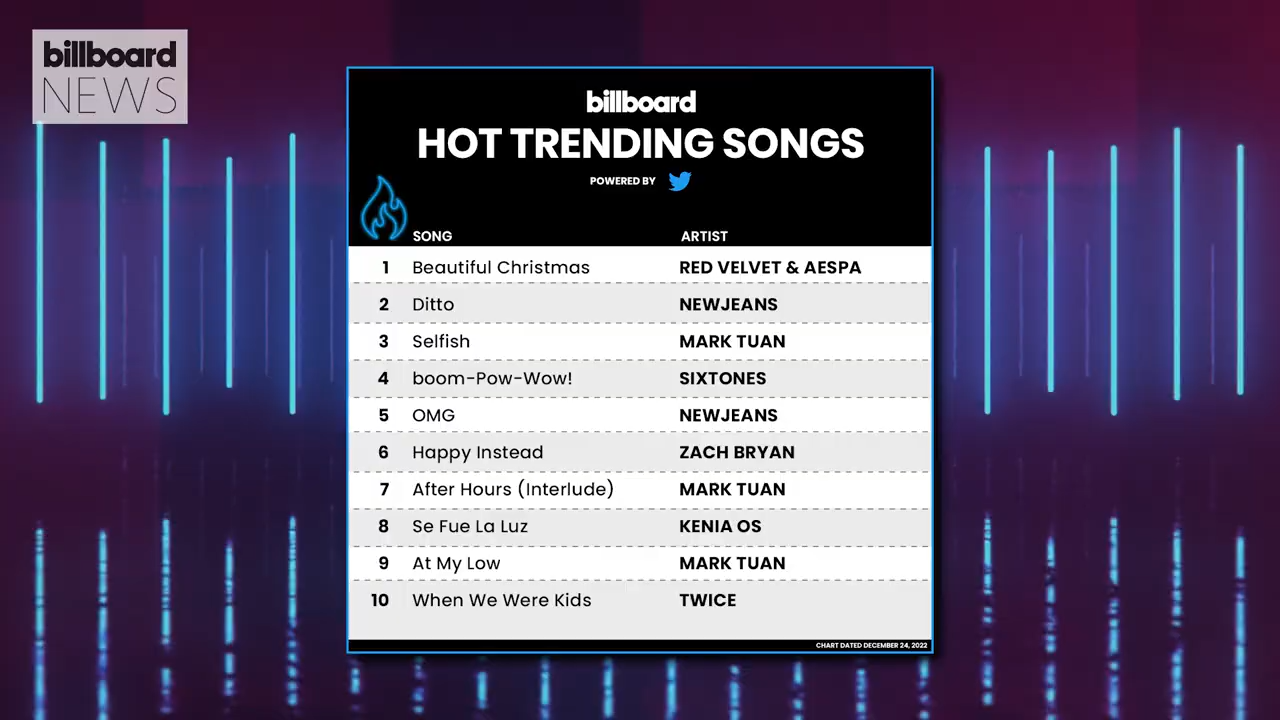 billboard
NEWS
billboard
HOT TRENDING SONGS
POWERED BY
SONG ARTIST
1 Beautiful Christmas RED VELVET & AESPA
2 Ditto NEWJEANS
3 Selfish MARK TUAN
4 boom-Pow-Wow! SIXTONES
5 OMG NEWJEANS
6 Happy Instead ZACH BRYAN
7 After Hours (Interlude) MARK TUAN
8 Se Fue La Luz KENIA OS
9 At My Low MARK TUAN
10 When We Were Kids TWICE
CHART DATED DECEMBER 24, 2022